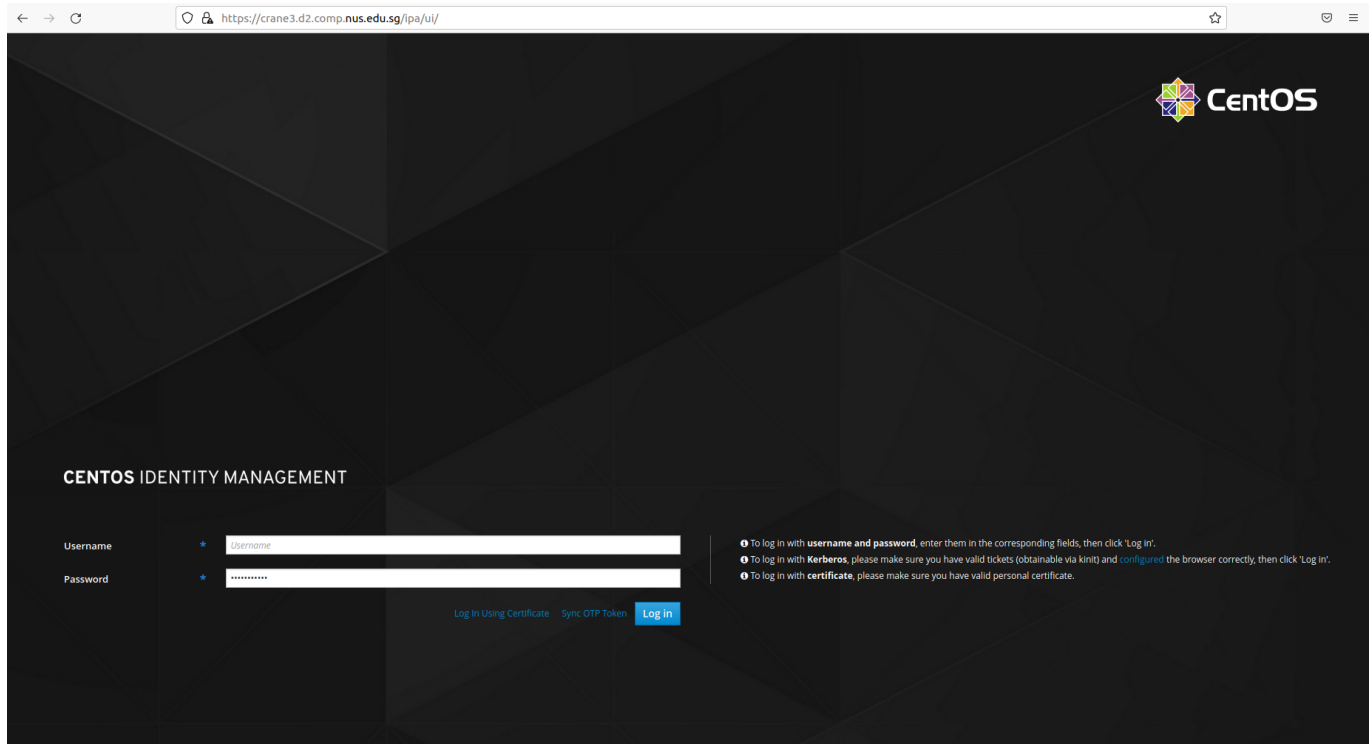 https://crane3.d2.comp.nus.edu.sg/ipa/ui/
CentOS
CENTOS IDENTITY MANAGEMENT
Username * Username
Password * •••••••••••
Log In Using Certificate Sync OTP Token Log in
To log in with username and password, enter them in the corresponding fields, then click 'Log in'.
To log in with Kerberos, please make sure you have valid tickets (obtainable via kinit) and configured the browser correctly, then click 'Log in'.
To log in with certificate, please make sure you have valid personal certificate.